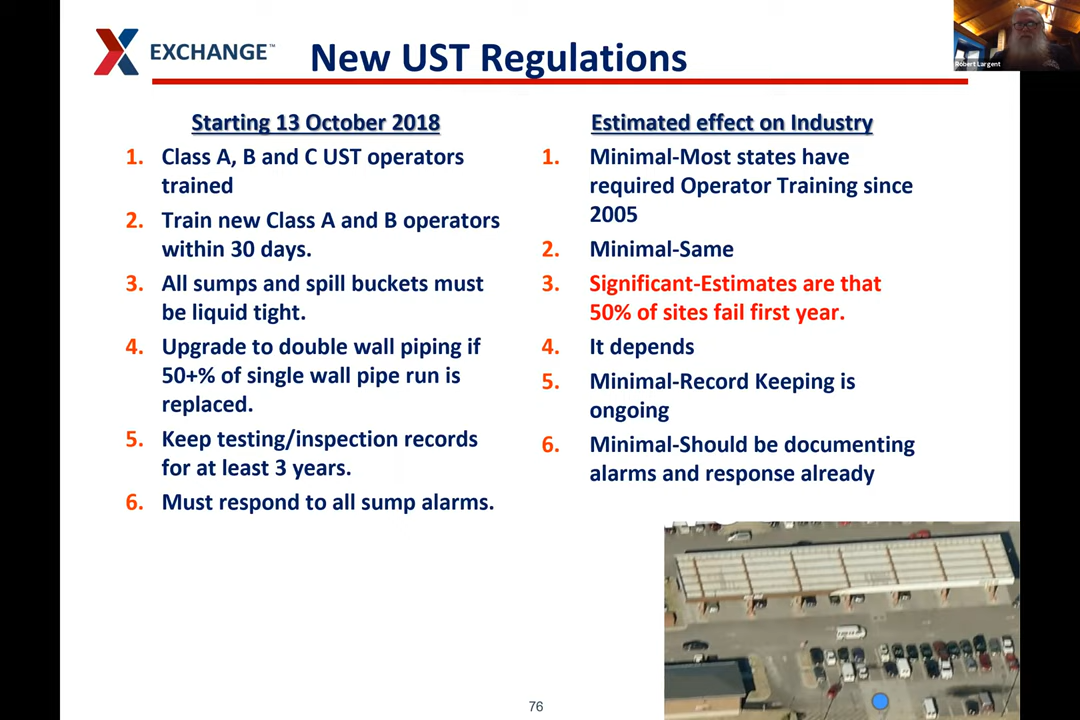 EXCHANGE™
New UST Regulations
Robert Largent
Starting 13 October 2018
1. Class A, B and C UST operators
trained
2. Train new Class A and B operators
within 30 days.
3. All sumps and spill buckets must
be liquid tight.
4. Upgrade to double wall piping if
50+% of single wall pipe run is
replaced.
5. Keep testing/inspection records
for at least 3 years.
6. Must respond to all sump alarms.
Estimated effect on Industry
1. Minimal-Most states have
required Operator Training since
2005
2. Minimal-Same
3. Significant-Estimates are that
50% of sites fail first year.
4. It depends
5. Minimal-Record Keeping is
ongoing
6. Minimal-Should be documenting
alarms and response already
76